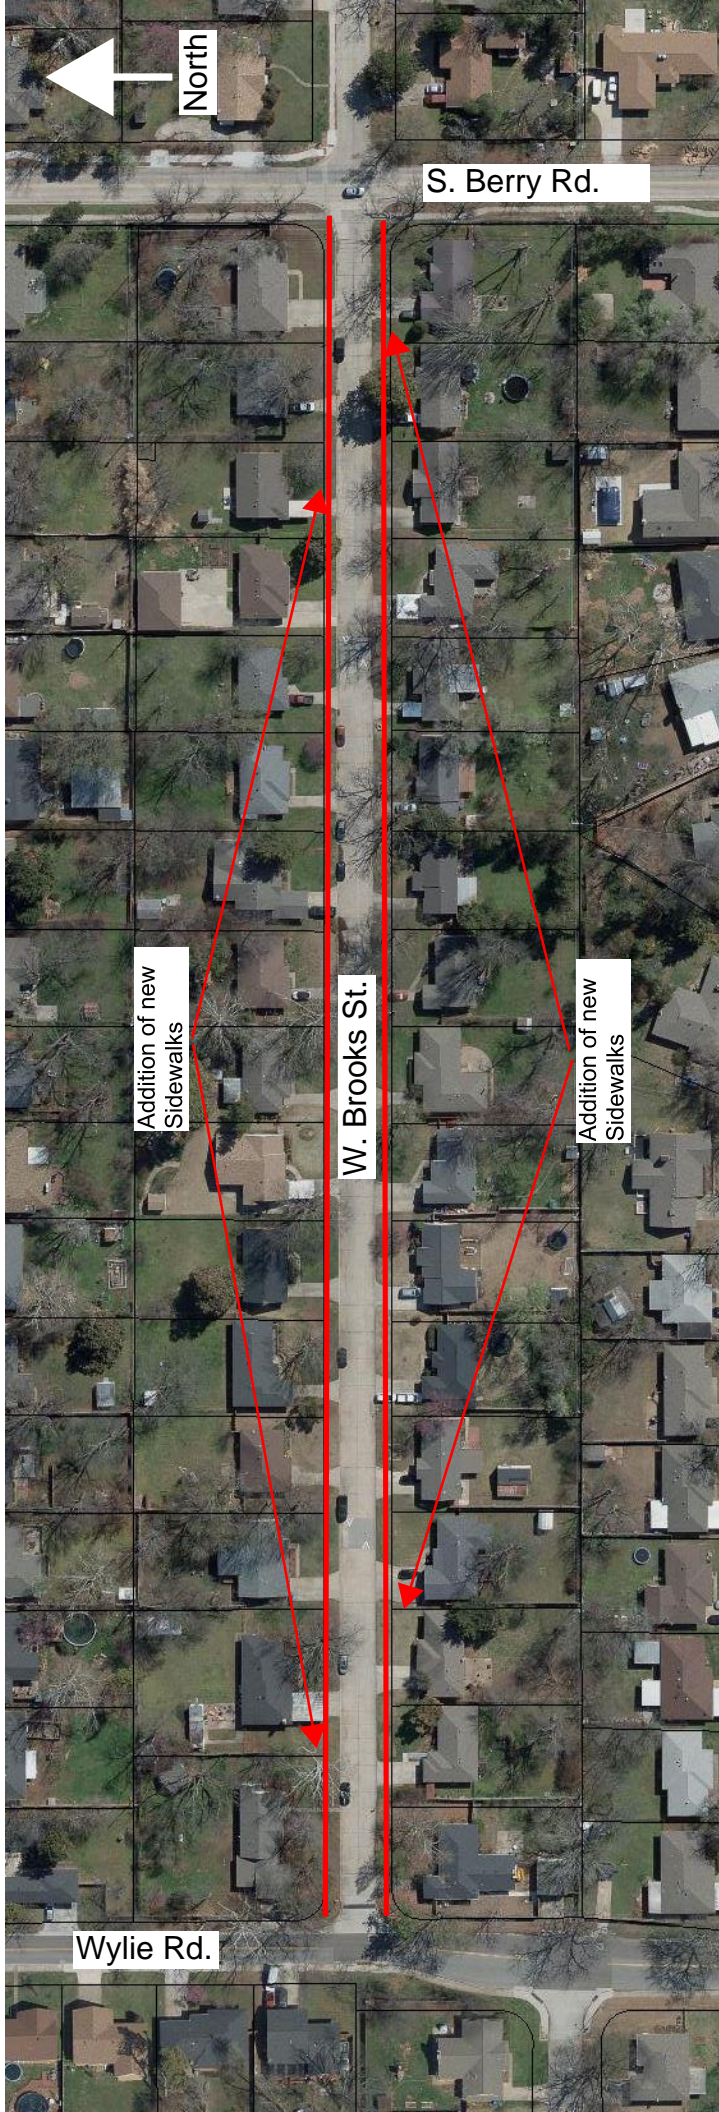 North
S. Berry Rd.
Addition of new
Sidewalks
W. Brooks St.
Addition of new
Sidewalks
Wylie Rd.